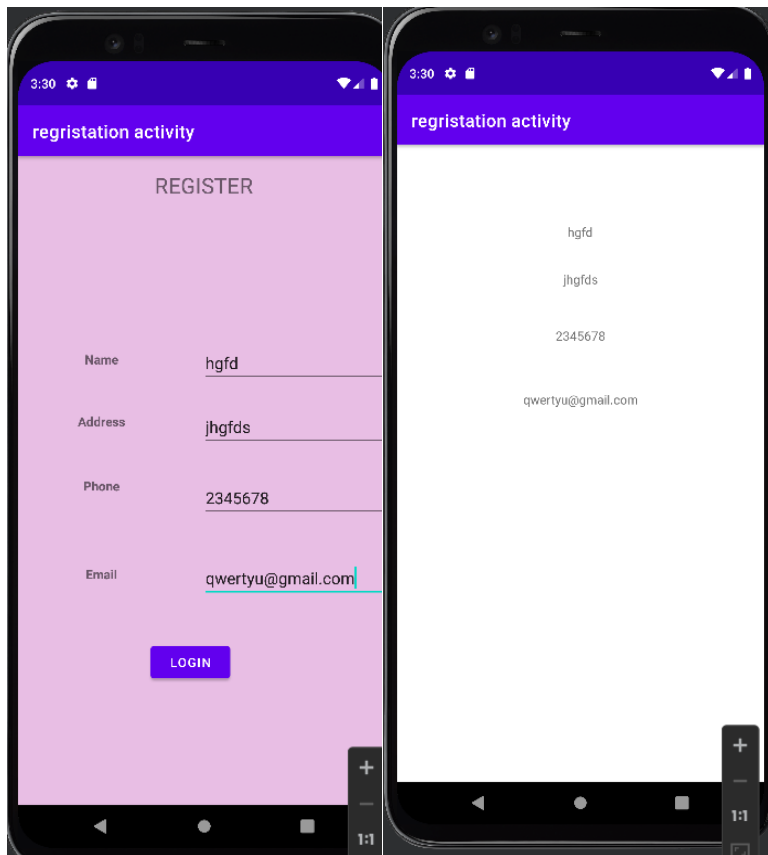 3:30
regristation activity
REGISTER
Name hgfd
Address jhgfds
Phone 2345678
Email qwertyu@gmail.com
LOGIN
1:1
3:30
regristation activity
hgfd
jhgfds
2345678
qwertyu@gmail.com
1:1